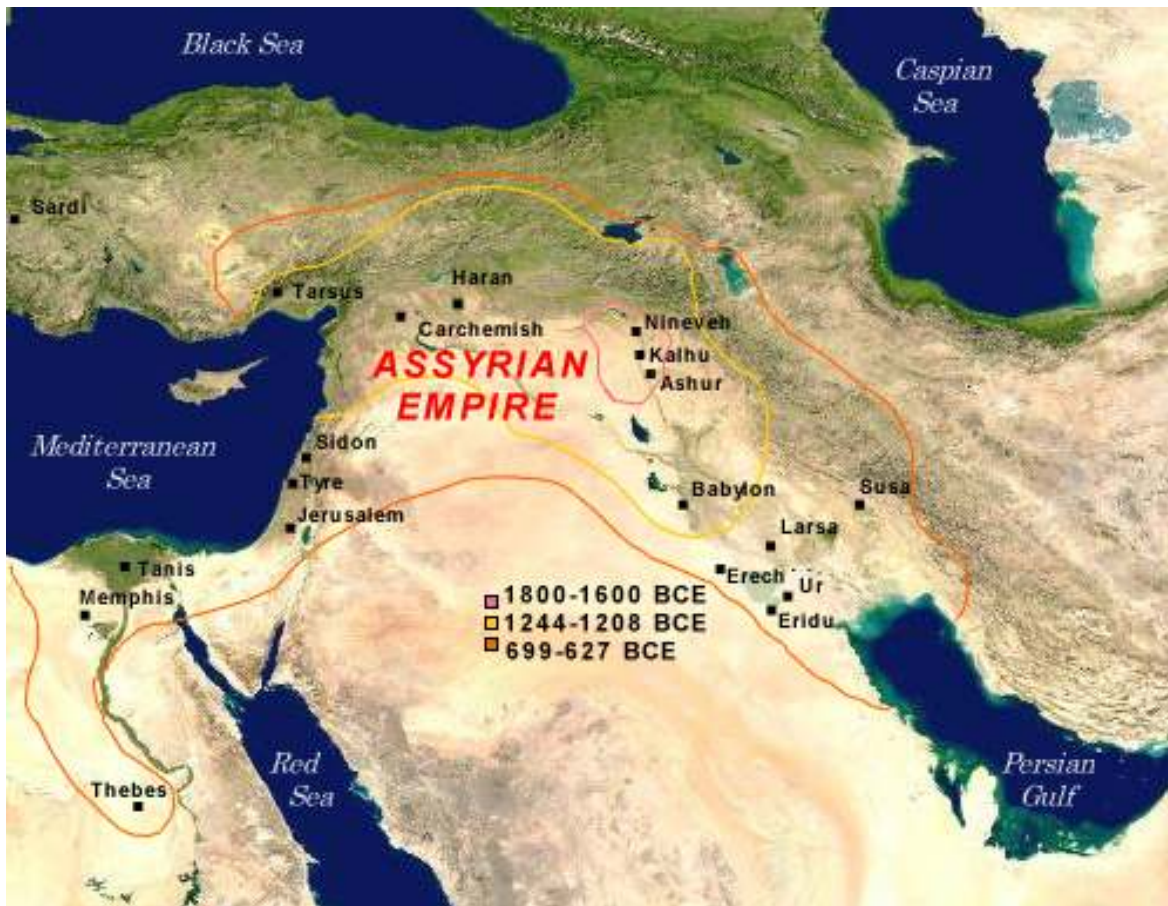 Black Sea
Caspian
Sea
Sardi
Haran
Tarsus
Carchemish
Nineveh
Kalhu
Ashur
ASSYRIAN
EMPIRE
Mediterranean
Sea
Sidon
Tyre
Jerusalem
Babylon
Susa
Larsa
Tanis
Memphis
Erech
Ur
Eridu
1800-1600 BCE
1244-1208 BCE
699-627 BCE
Thebes
Red
Sea
Persian
Gulf